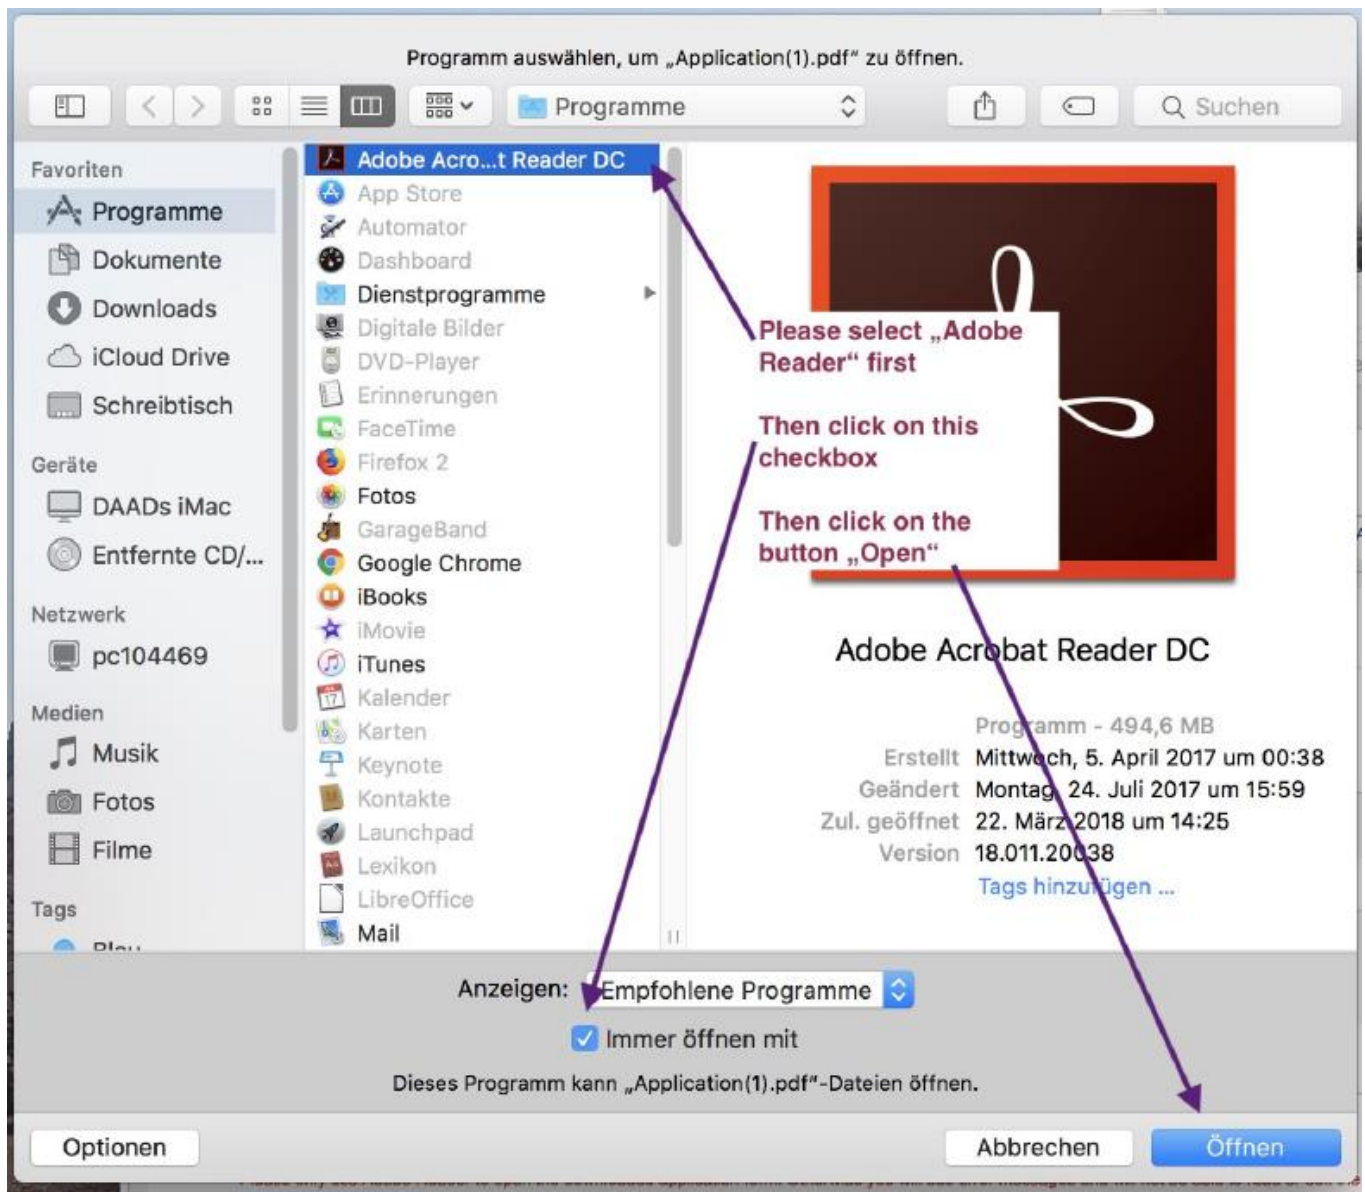 Programm auswählen, um „Application(1).pdf“ zu öffnen.
Programme
Suchen
Favoriten
Programme
Dokumente
Downloads
iCloud Drive
Schreibtisch
Geräte
DAADs iMac
Entfernte CD/...
Netzwerk
pc104469
Medien
Musik
Fotos
Filme
Tags
Blau
Adobe Acro...t Reader DC
App Store
Automator
Dashboard
Dienstprogramme
Digitale Bilder
DVD-Player
Erinnerungen
FaceTime
Firefox 2
Fotos
GarageBand
Google Chrome
iBooks
iMovie
iTunes
Kalender
Karten
Keynote
Kontakte
Launchpad
Lexikon
LibreOffice
Mail
Please select „Adobe
Reader“ first
Then click on this
checkbox
Then click on the
button „Open“
Adobe Acrobat Reader DC
Programm - 494,6 MB
Erstellt Mittwoch, 5. April 2017 um 00:38
Geändert Montag, 24. Juli 2017 um 15:59
Zul. geöffnet 22. März 2018 um 14:25
Version 18.011.20038
Tags hinzufügen ...
Anzeigen: Empfohlene Programme
Immer öffnen mit
Dieses Programm kann „Application(1).pdf“-Dateien öffnen.
Optionen
Abbrechen
Öffnen